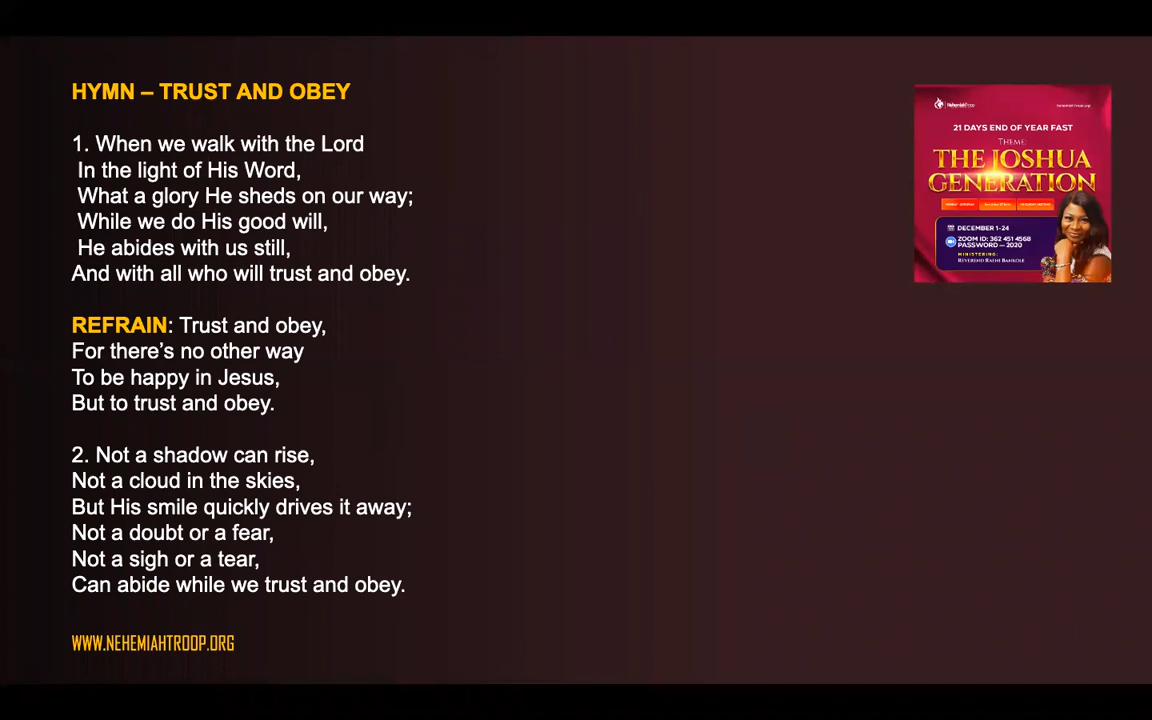 HYMN – TRUST AND OBEY
1. When we walk with the Lord
In the light of His Word,
What a glory He sheds on our way;
While we do His good will,
He abides with us still,
And with all who will trust and obey.
REFRAIN: Trust and obey,
For there’s no other way
To be happy in Jesus,
But to trust and obey.
2. Not a shadow can rise,
Not a cloud in the skies,
But His smile quickly drives it away;
Not a doubt or a fear,
Not a sigh or a tear,
Can abide while we trust and obey.
WWW.NEHEMIAHTROOP.ORG
21 DAYS END OF YEAR FAST
THEME:
THE JOSHUA
GENERATION
DECEMBER 1-24
ZOOM ID: 362 451 4568
PASSWORD — 2020
MINISTERING: